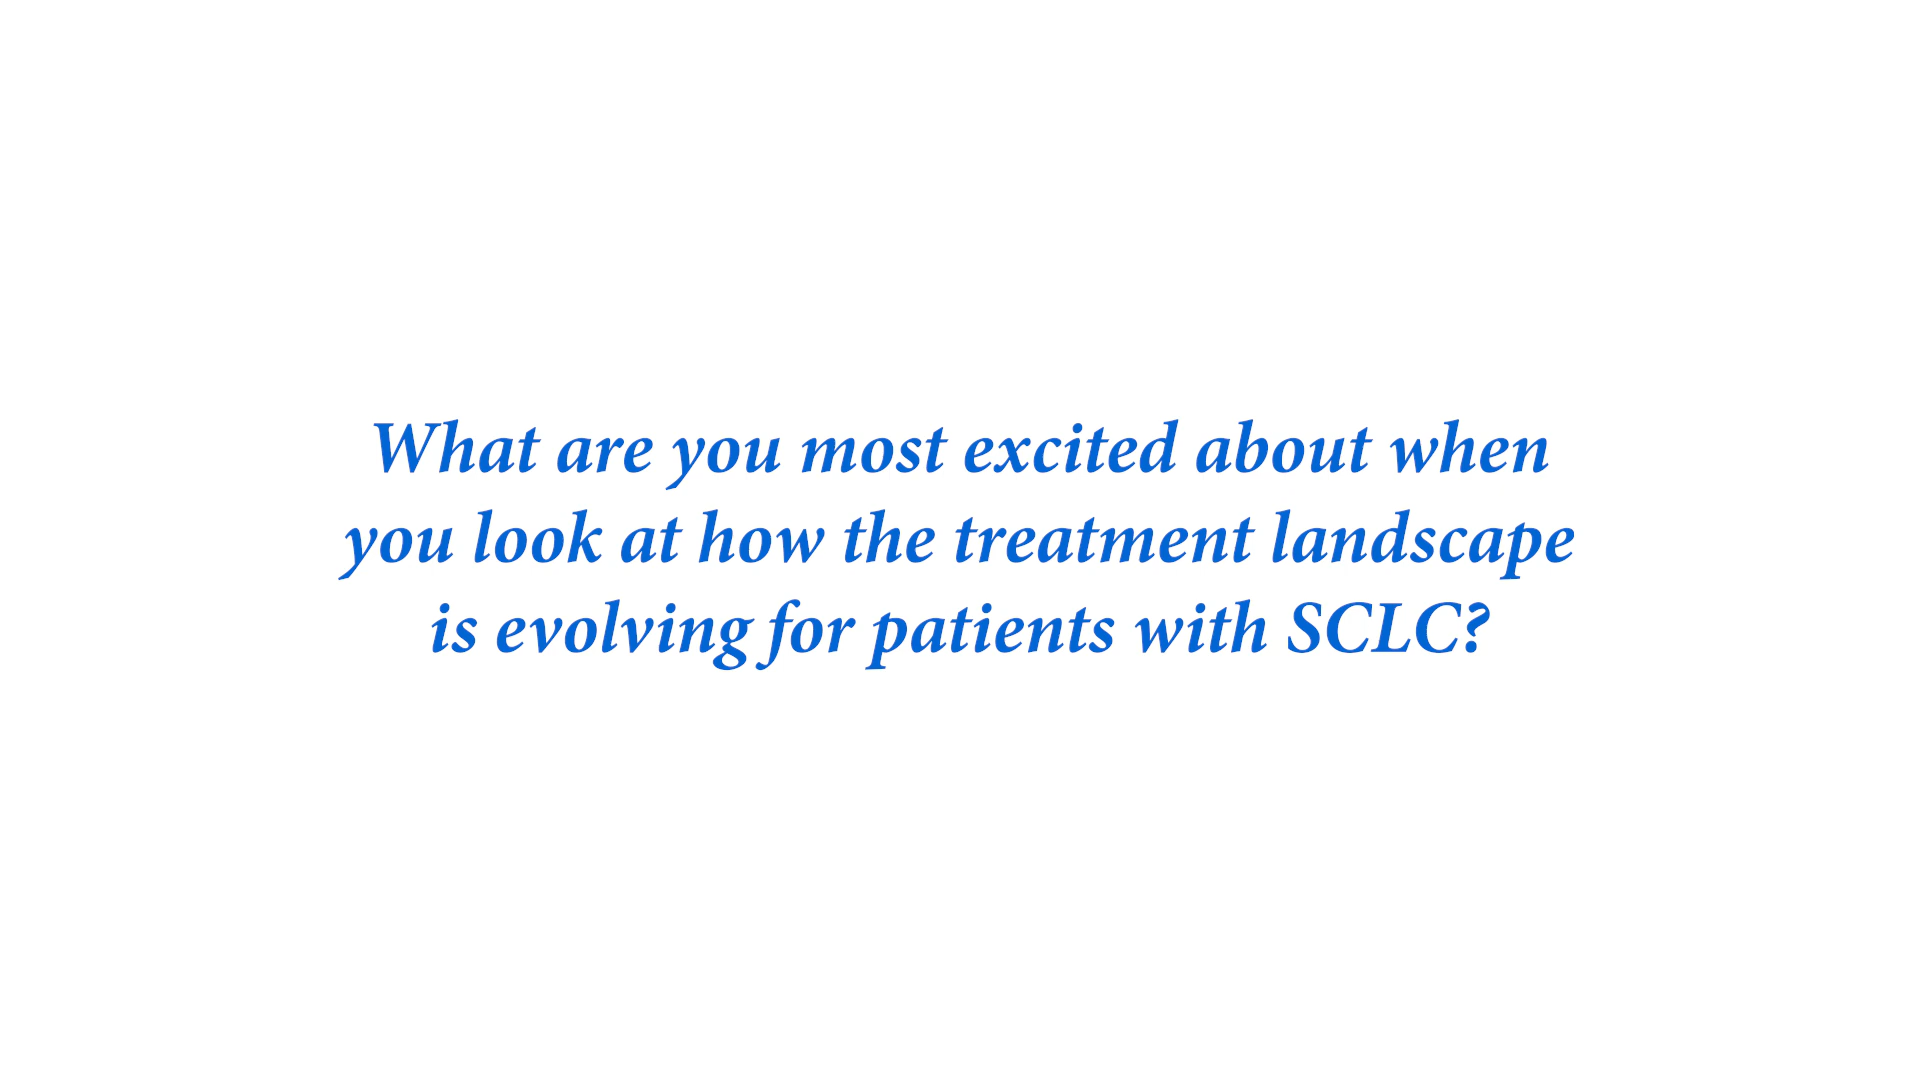 What are you most excited about when
you look at how the treatment landscape
is evolving for patients with SCLC?